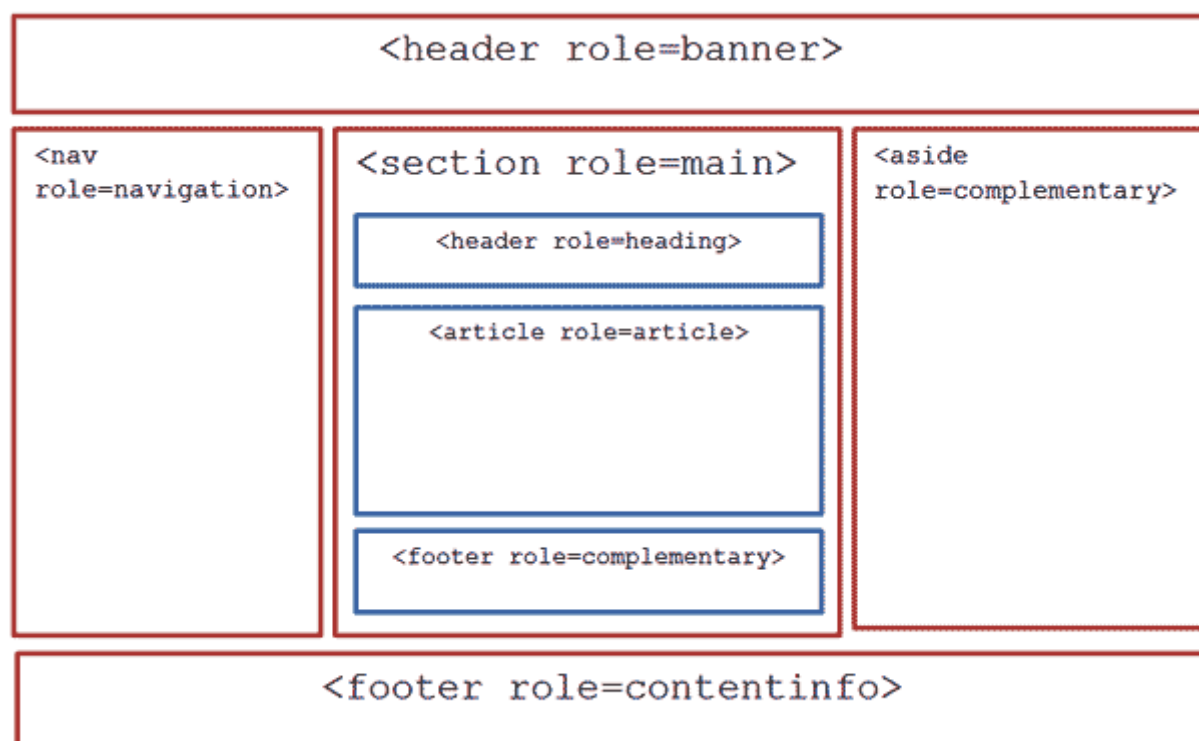 <header role=banner>
<nav
role=navigation>
<section role=main>
<header role=heading>
<article role=article>
<footer role=complementary>
<aside
role=complementary>
<footer role=contentinfo>